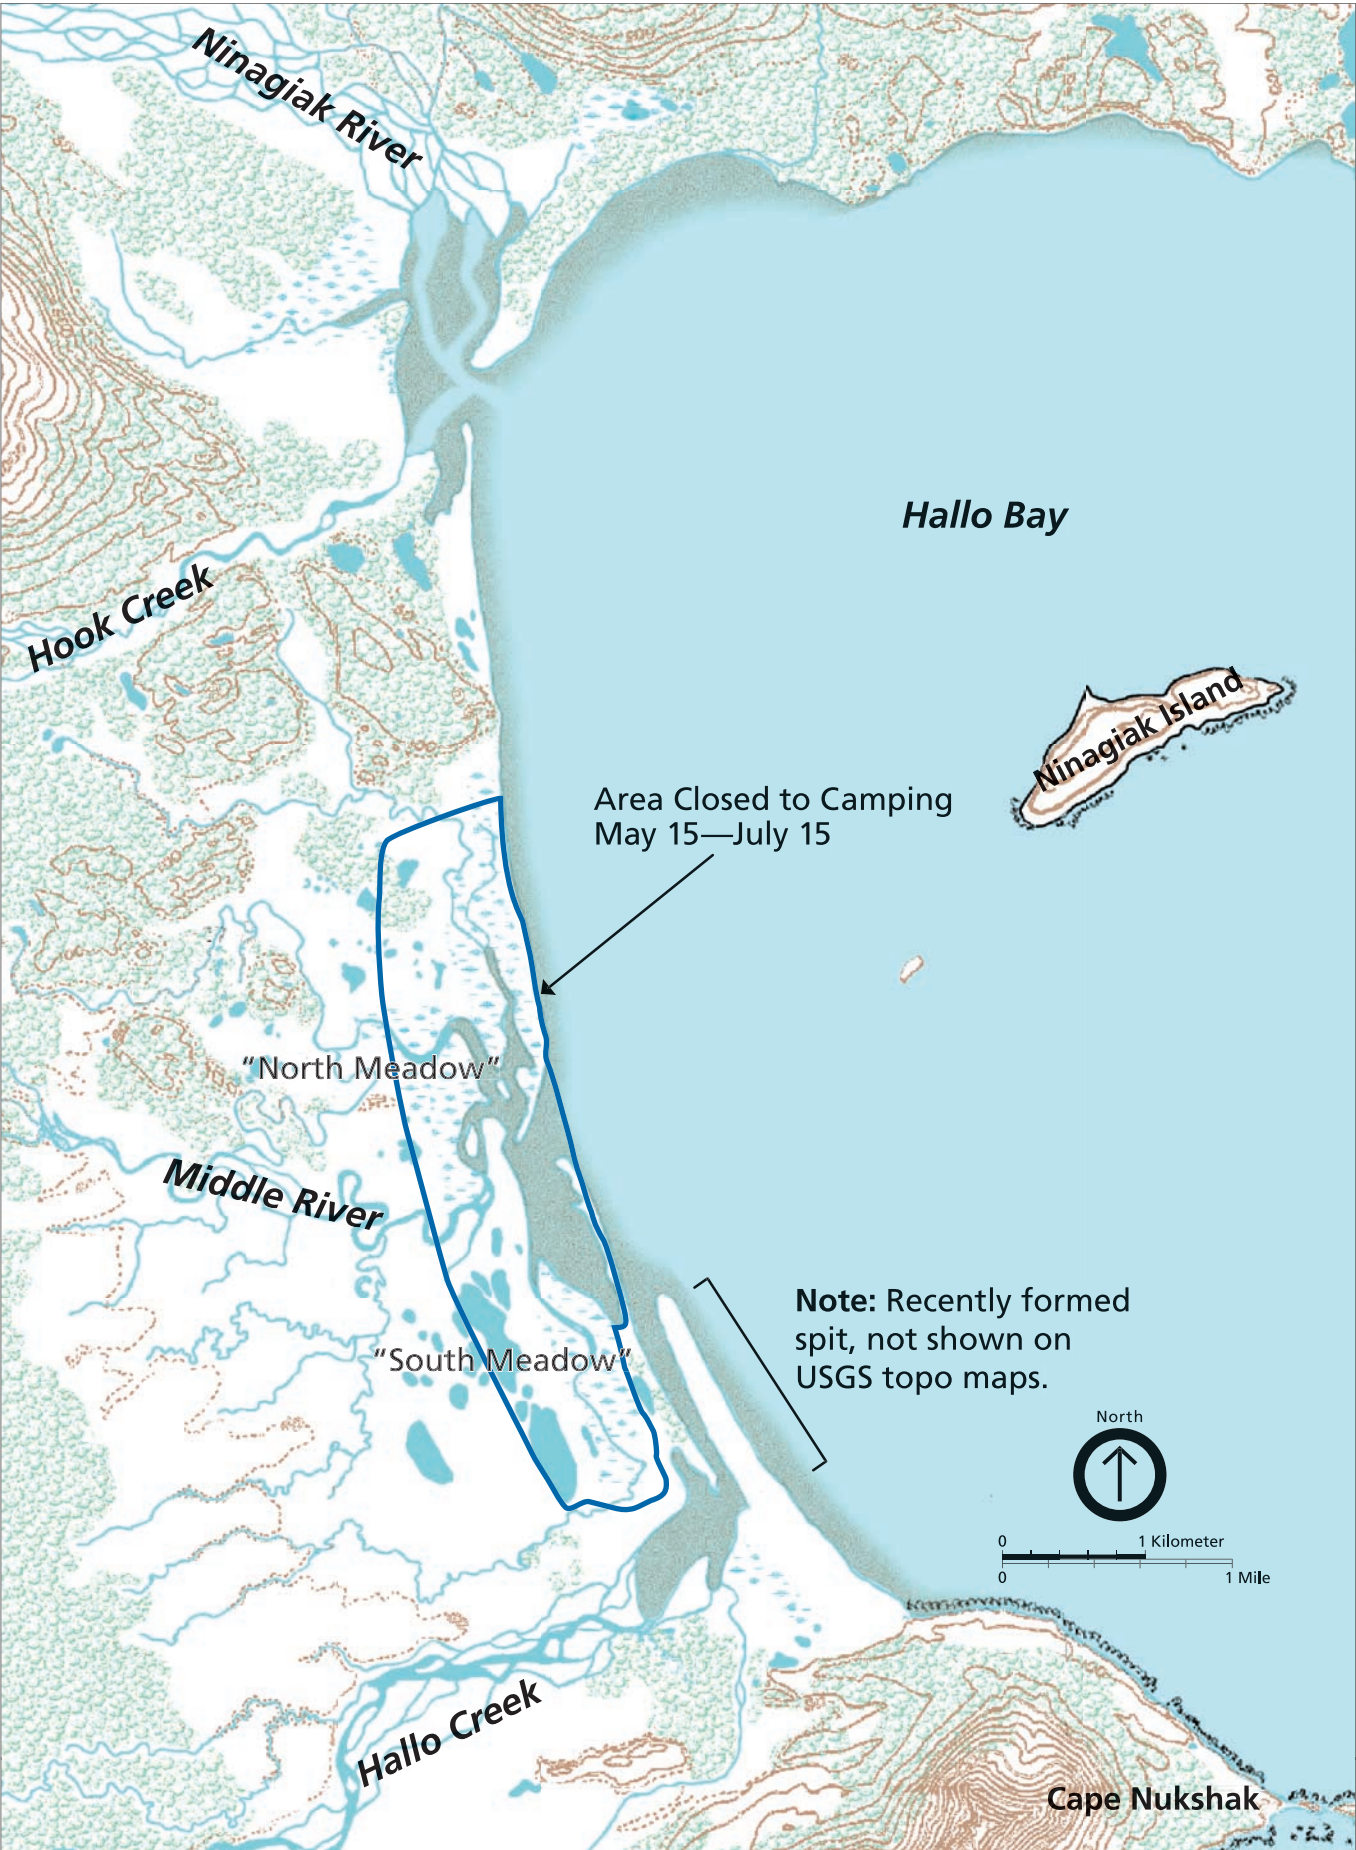 Ninagiak River
Hallo Bay
Hook Creek
Ninagiak Island
Area Closed to Camping
May 15—July 15
“North Meadow”
Middle River
Note: Recently formed
spit, not shown on
USGS topo maps.
“South Meadow”
North
0 1 Kilometer
0 1 Mile
Hallo Creek
Cape Nukshak